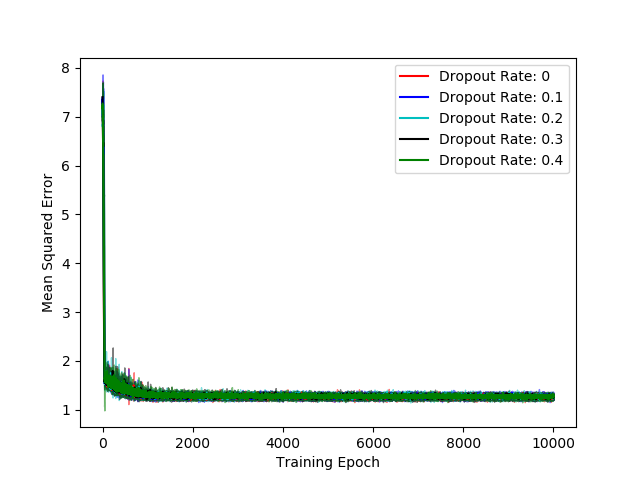 8
7
6
5
4
3
2
1
Mean Squared Error
Dropout Rate: 0
Dropout Rate: 0.1
Dropout Rate: 0.2
Dropout Rate: 0.3
Dropout Rate: 0.4
0 2000 4000 6000 8000 10000
Training Epoch